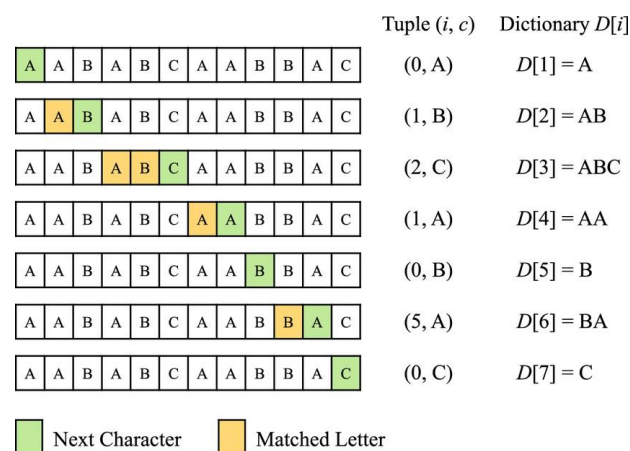 Tuple (i, c) Dictionary D[i]
A A B A B C A A B B A C (0, A) D[1] = A
A A B A B C A A B B A C (1, B) D[2] = AB
A A B A B C A A B B A C (2, C) D[3] = ABC
A A B A B C A A B B A C (1, A) D[4] = AA
A A B A B C A A B B A C (0, B) D[5] = B
A A B A B C A A B B A C (5, A) D[6] = BA
A A B A B C A A B B A C (0, C) D[7] = C
Next Character Matched Letter